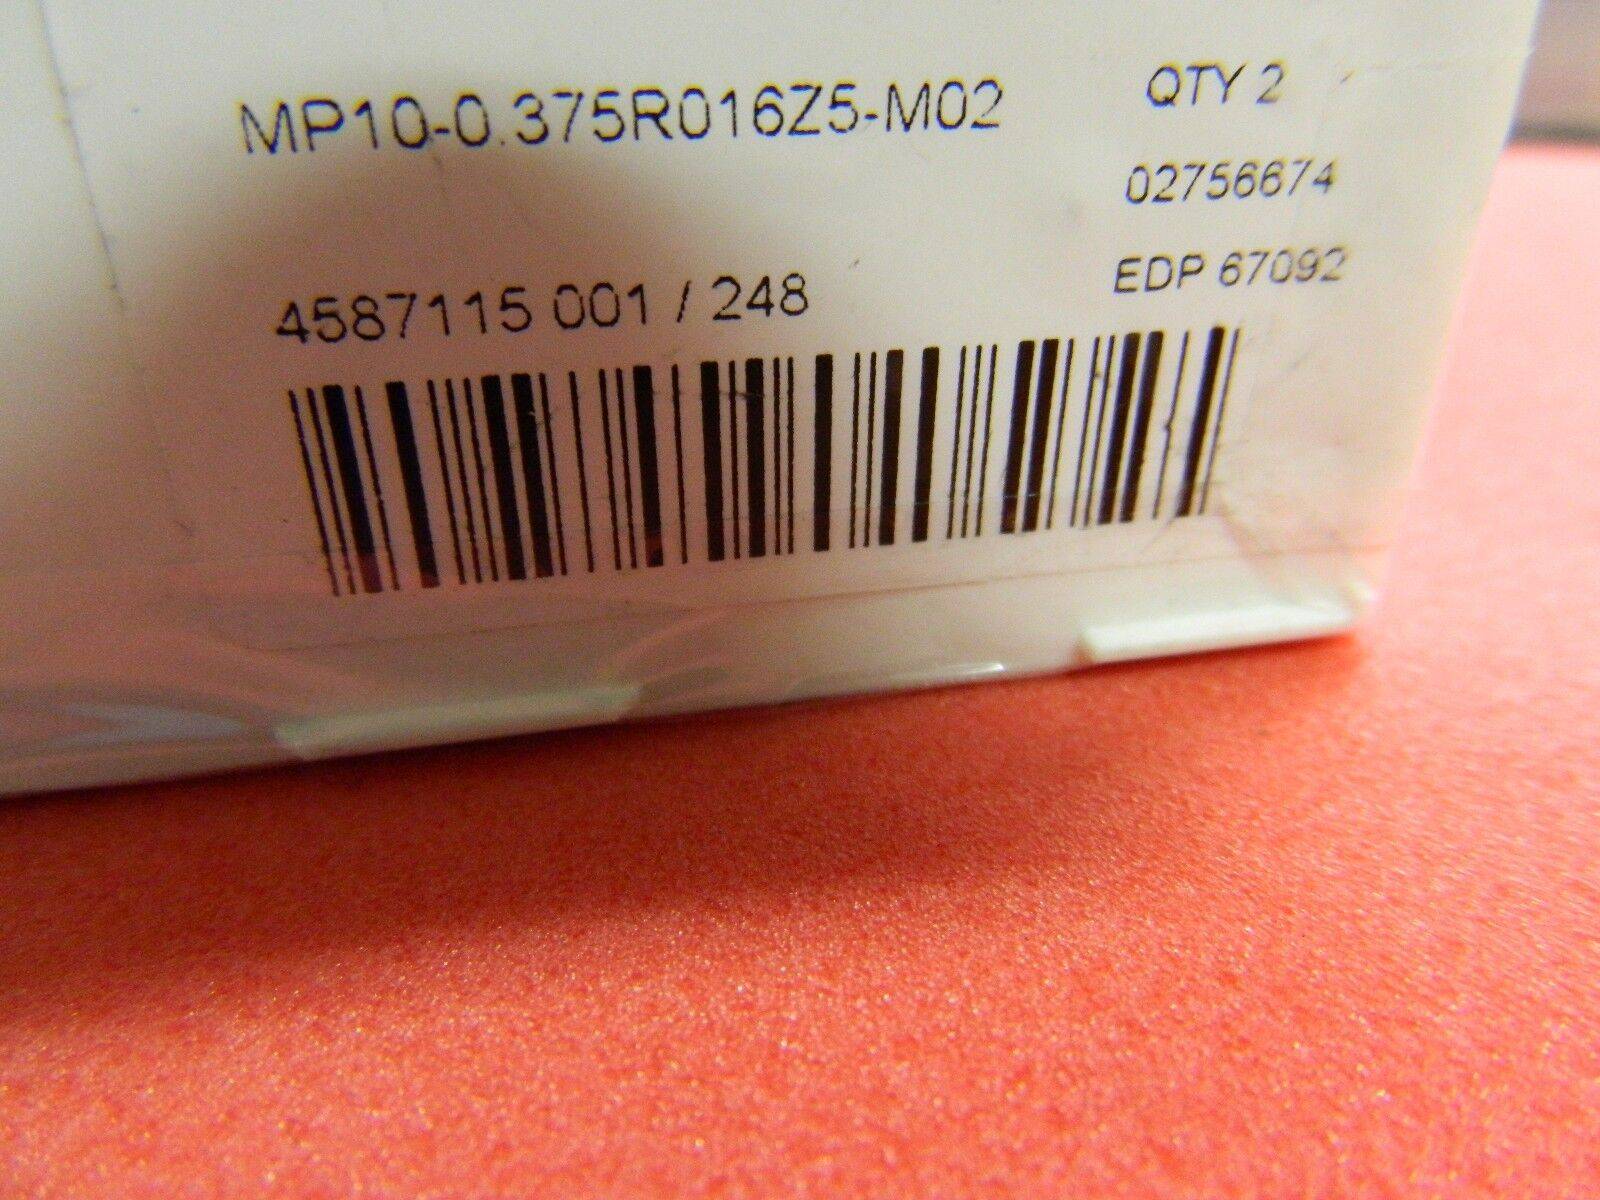 MP10-0.375R016Z5-M02
QTY 2
02756674
EDP 67092
4587115 001 / 248